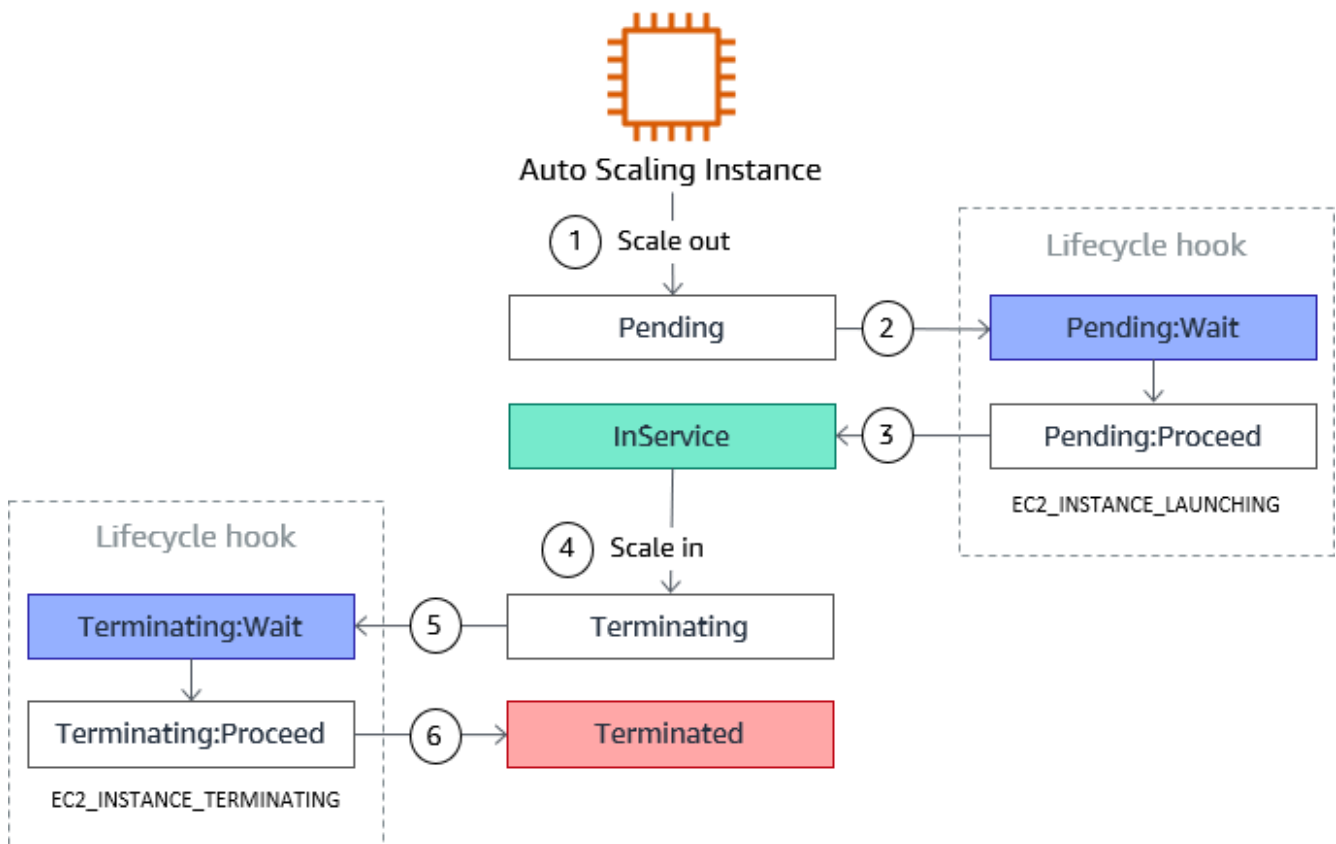 Auto Scaling Instance
1 Scale out
Lifecycle hook
Pending
2
Pending:Wait
InService
3
Pending:Proceed
EC2_INSTANCE_LAUNCHING
Lifecycle hook
4 Scale in
Terminating:Wait
5
Terminating
Terminating:Proceed
6
Terminated
EC2_INSTANCE_TERMINATING